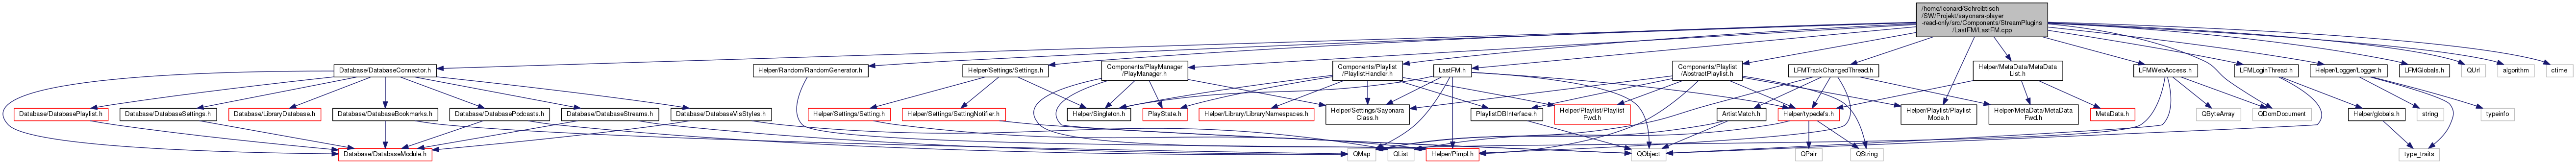 /home/leonard/Schreibtisch
/SW/Projekt/sayonara-player
-read-only/src/Components/StreamPlugins
/LastFM/LastFM.cpp
Database/DatabaseConnector.h
Helper/Random/RandomGenerator.h
Helper/Settings/Settings.h
Components/PlayManager
/PlayManager.h
Components/Playlist
/PlaylistHandler.h
LastFM.h
Components/Playlist
/AbstractPlaylist.h
LFMTrackChangedThread.h
Helper/MetaData/MetaData
List.h
LFMWebAccess.h
LFMLoginThread.h
Helper/Logger/Logger.h
LFMGlobals.h
QUrl
algorithm
ctime
Database/DatabasePlaylist.h
Database/DatabaseSettings.h
Database/LibraryDatabase.h
Database/DatabaseBookmarks.h
Database/DatabasePodcasts.h
Database/DatabaseStreams.h
Database/DatabaseVisStyles.h
Helper/Settings/Setting.h
Helper/Settings/SettingNotifier.h
Helper/Singleton.h
PlayState.h
Helper/Library/LibraryNamespaces.h
Helper/Settings/Sayonara
Class.h
PlaylistDBInterface.h
Helper/Playlist/Playlist
Fwd.h
Helper/typedefs.h
Helper/Playlist/Playlist
Mode.h
ArtistMatch.h
Helper/MetaData/MetaData
Fwd.h
MetaData.h
QByteArray
QDomDocument
Helper/globals.h
string
typeinfo
Database/DatabaseModule.h
QMap
QList
Helper/Pimpl.h
QObject
QPair
QString
type_traits